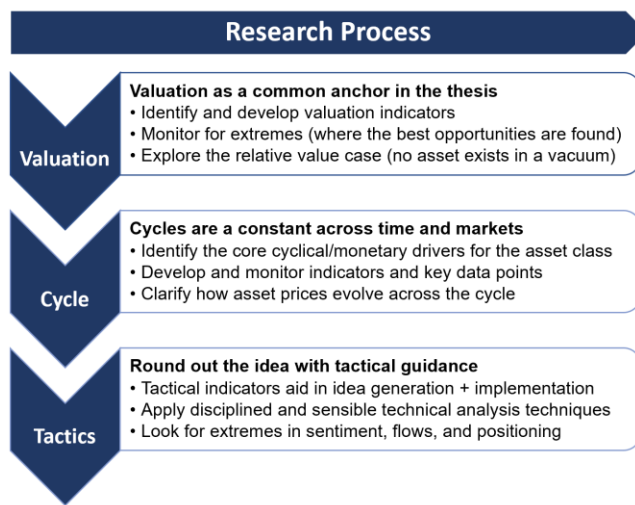 Research Process
Valuation
Valuation as a common anchor in the thesis
• Identify and develop valuation indicators
• Monitor for extremes (where the best opportunities are found)
• Explore the relative value case (no asset exists in a vacuum)
Cycle
Cycles are a constant across time and markets
• Identify the core cyclical/monetary drivers for the asset class
• Develop and monitor indicators and key data points
• Clarify how asset prices evolve across the cycle
Tactics
Round out the idea with tactical guidance
• Tactical indicators aid in idea generation + implementation
• Apply disciplined and sensible technical analysis techniques
• Look for extremes in sentiment, flows, and positioning